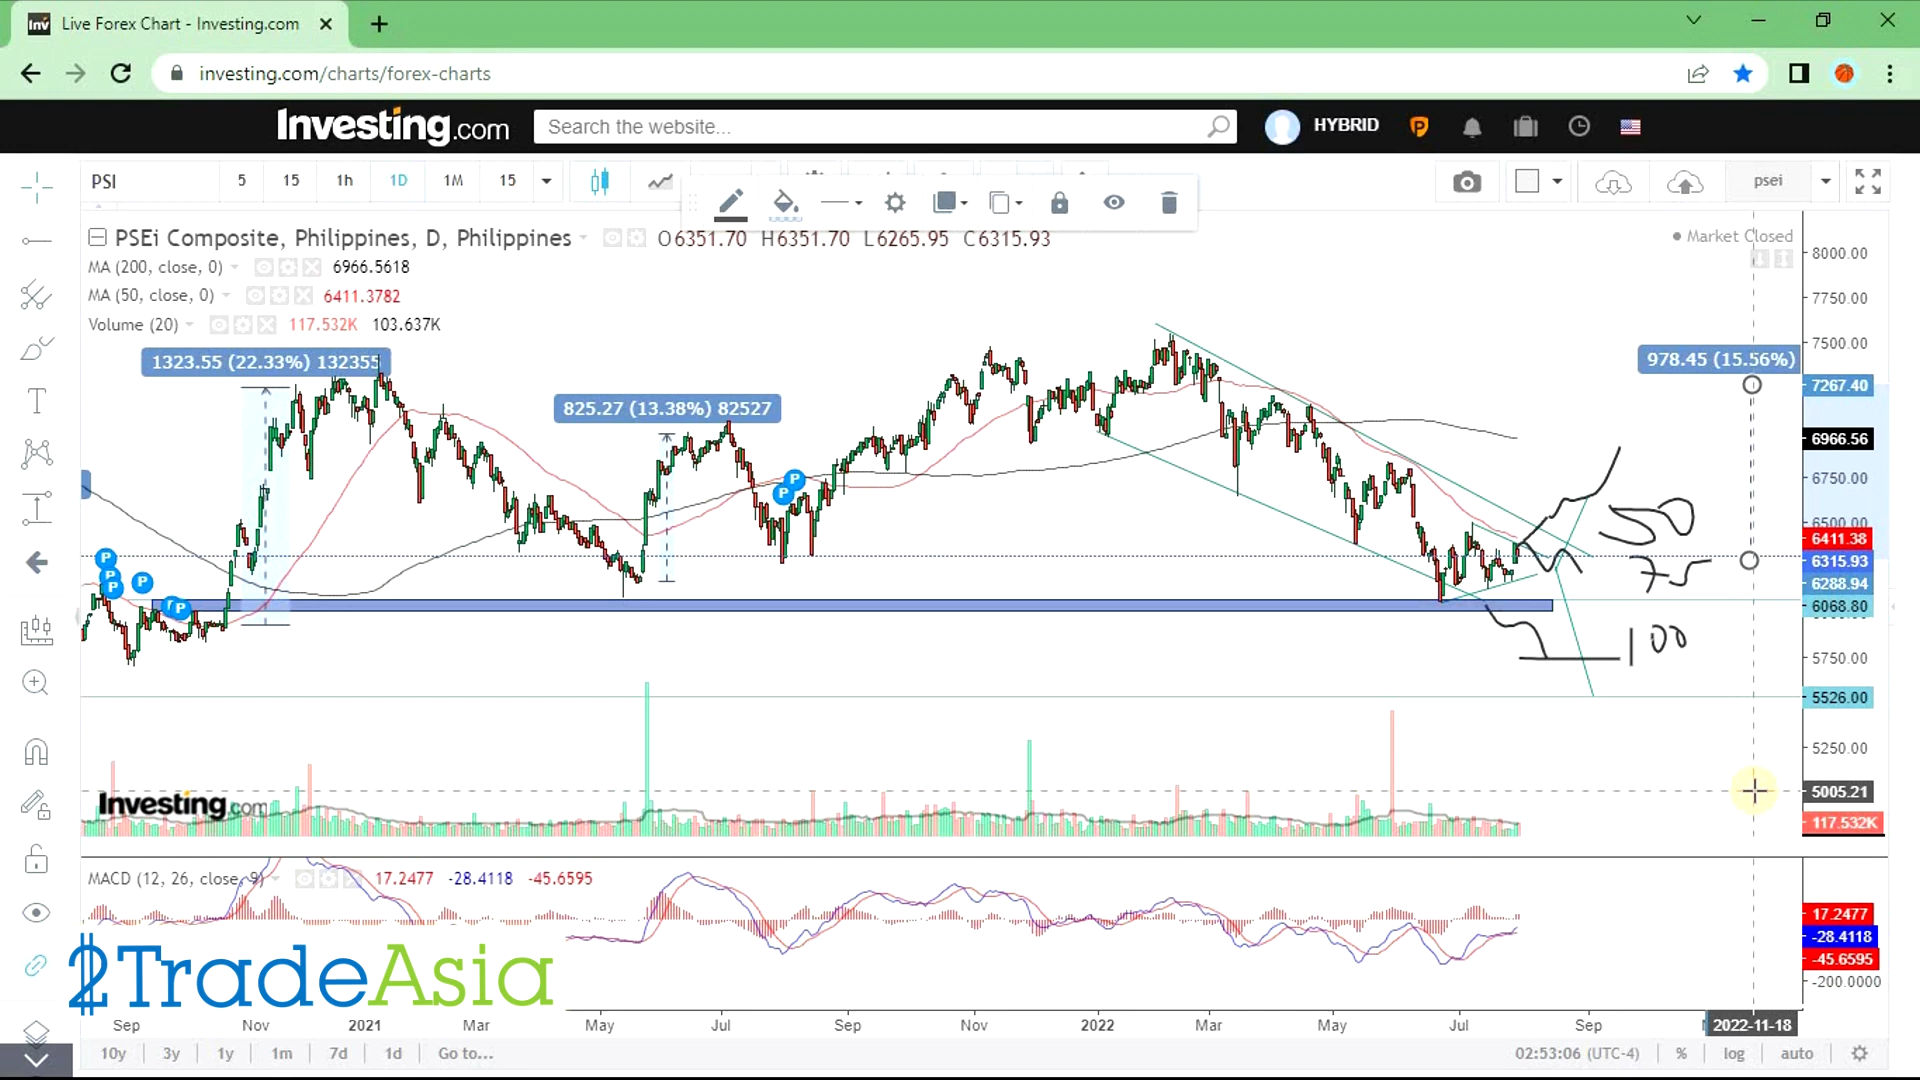 Live Forex Chart - Investing.com
investing.com/charts/forex-charts
Investing.com
Search the website...
HYBRID
P
PSI
5
15
1h
1D
1M
15
psei
PSEi Composite, Philippines, D, Philippines
O6351.70 H6351.70 L6265.95 C6315.93
Market Closed
MA (200, close, 0)
6966.5618
MA (50, close, 0)
6411.3782
Volume (20)
117.532K 103.637K
1323.55 (22.33%) 132355
825.27 (13.38%) 82527
978.45 (15.56%)
8000.00
7750.00
7500.00
7267.40
6966.56
6750.00
6500.00
6411.38
6315.93
6288.94
6068.80
5750.00
5526.00
5250.00
5005.21
117.532K
50
75
100
P
P
P
P
P
P
P
Investing.com
MACD (12, 26, close, 9)
17.2477 -28.4118 -45.6595
17.2477
-28.4118
-45.6595
-200.0000
2TradeAsia
Sep
Nov
2021
Mar
May
Jul
Sep
Nov
2022
Mar
May
Jul
Sep
2022-11-18
10y
3y
1y
1m
7d
1d
Go to...
02:53:06 (UTC-4)
%
log
auto